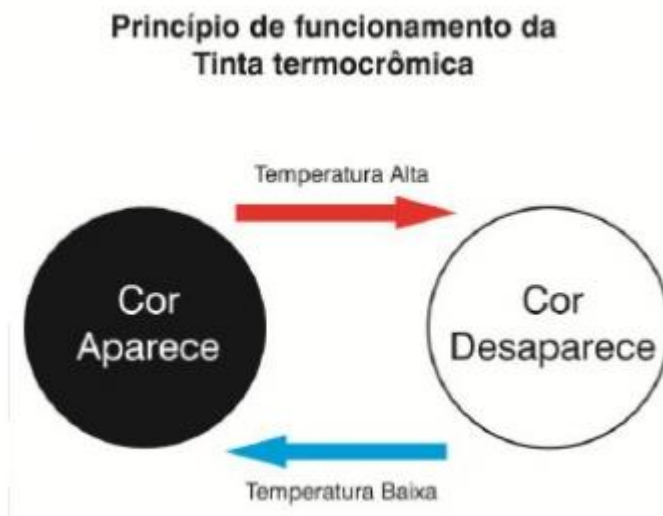 Princípio de funcionamento da
Tinta termocrômica
Temperatura Alta
Cor
Aparece
Cor
Desaparece
Temperatura Baixa